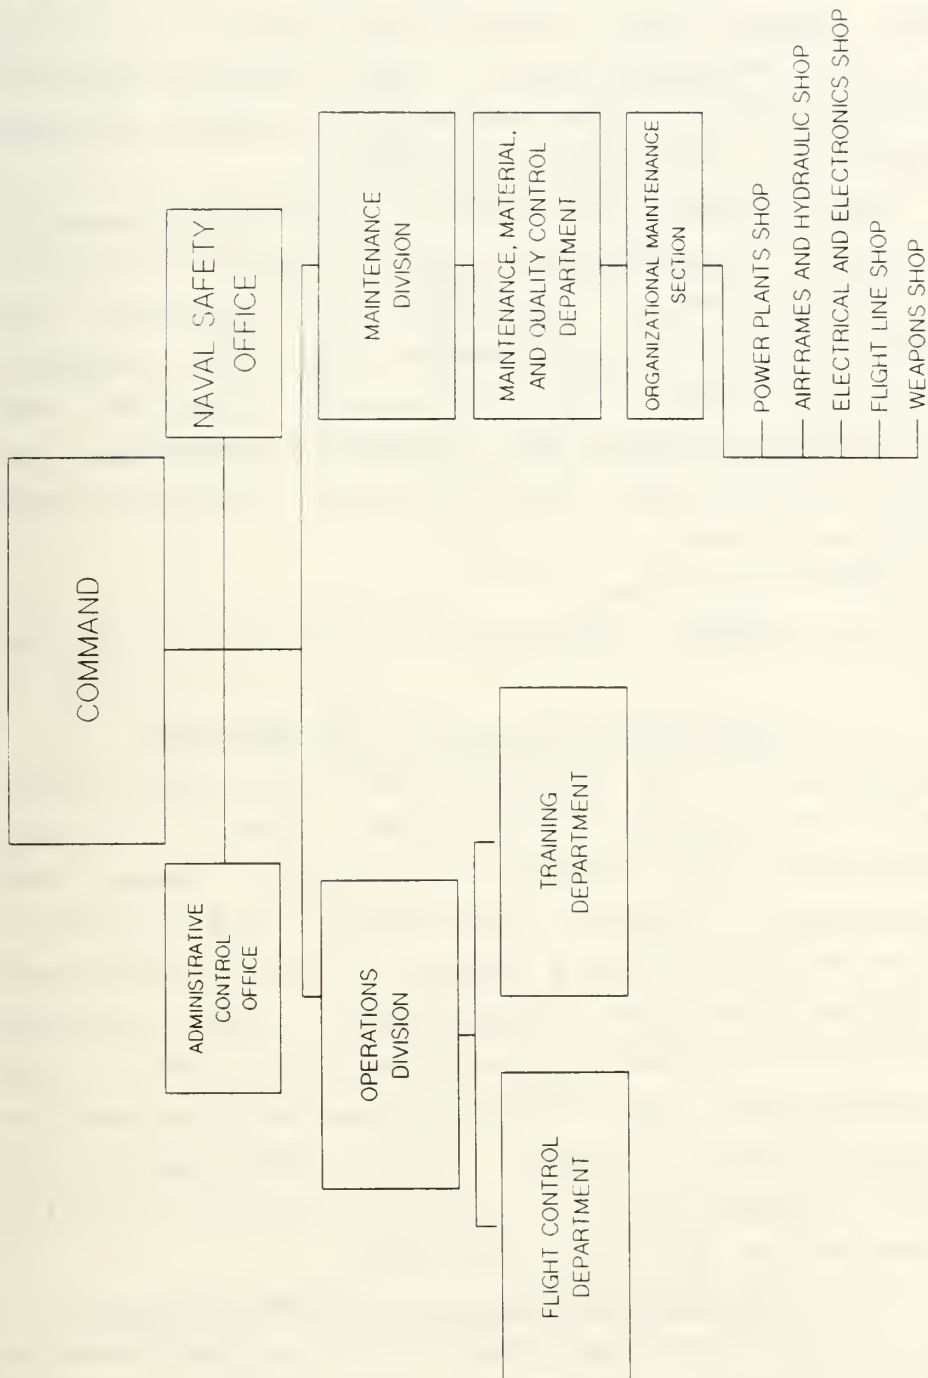 COMMAND
ADMINISTRATIVE
CONTROL
OFFICE
NAVAL SAFETY
OFFICE
OPERATIONS
DIVISION
MAINTENANCE
DIVISION
FLIGHT CONTROL
DEPARTMENT
TRAINING
DEPARTMENT
MAINTENANCE, MATERIAL,
AND QUALITY CONTROL
DEPARTMENT
ORGANIZATIONAL MAINTENANCE
SECTION
POWER PLANTS SHOP
AIRFRAMES AND HYDRAULIC SHOP
ELECTRICAL AND ELECTRONICS SHOP
FLIGHT LINE SHOP
WEAPONS SHOP